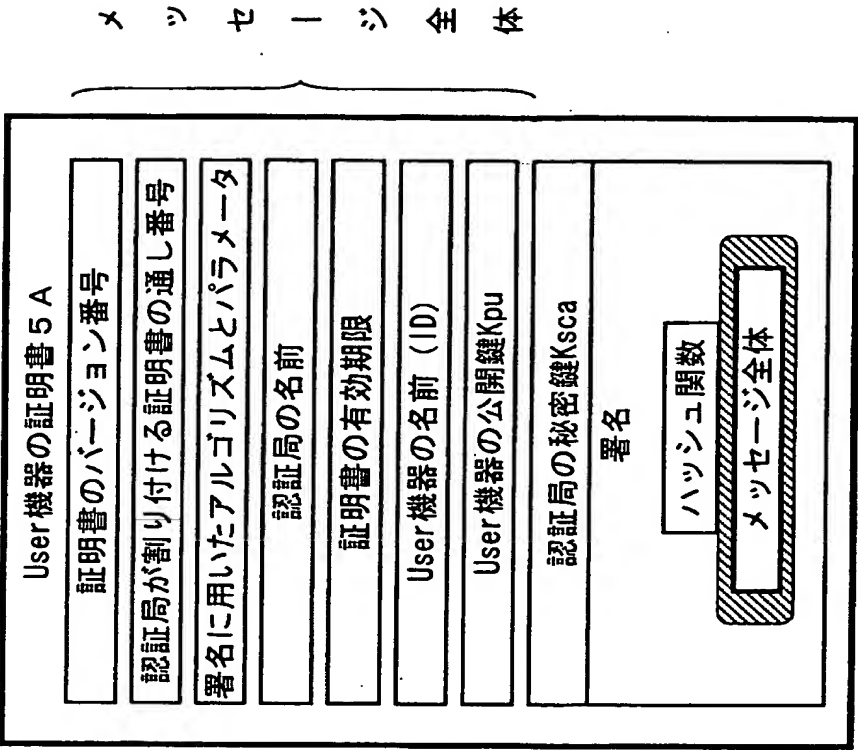 User機器の証明書5A
証明書のバージョン番号
認証局が割り付ける証明書の通し番号
署名に用いたアルゴリズムとパラメータ
認証局の名前
証明書の有効期限
User機器の名前 (ID)
User機器の公開鍵Kpu
メッセージ全体
認証局の秘密鍵Ksca
署名
ハッシュ関数
メッセージ全体